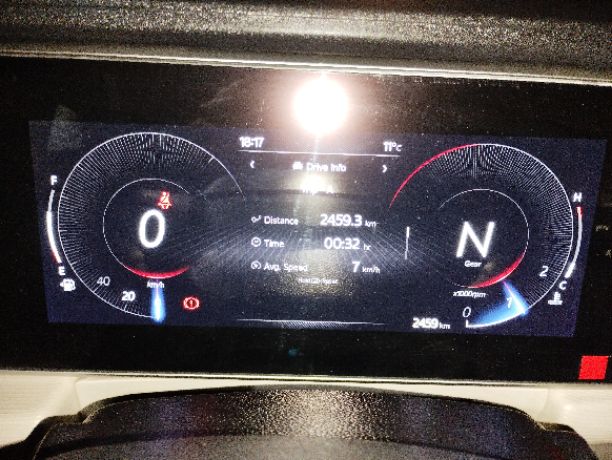 18:17 11°C
< Drive Info >
F
0
E
km/h
40
20
Distance 2459.3 km
Time 00:32 hr
Avg. Speed 7 km/h
2459 km
N
Gear
x1000rpm
0
1
2
H
C